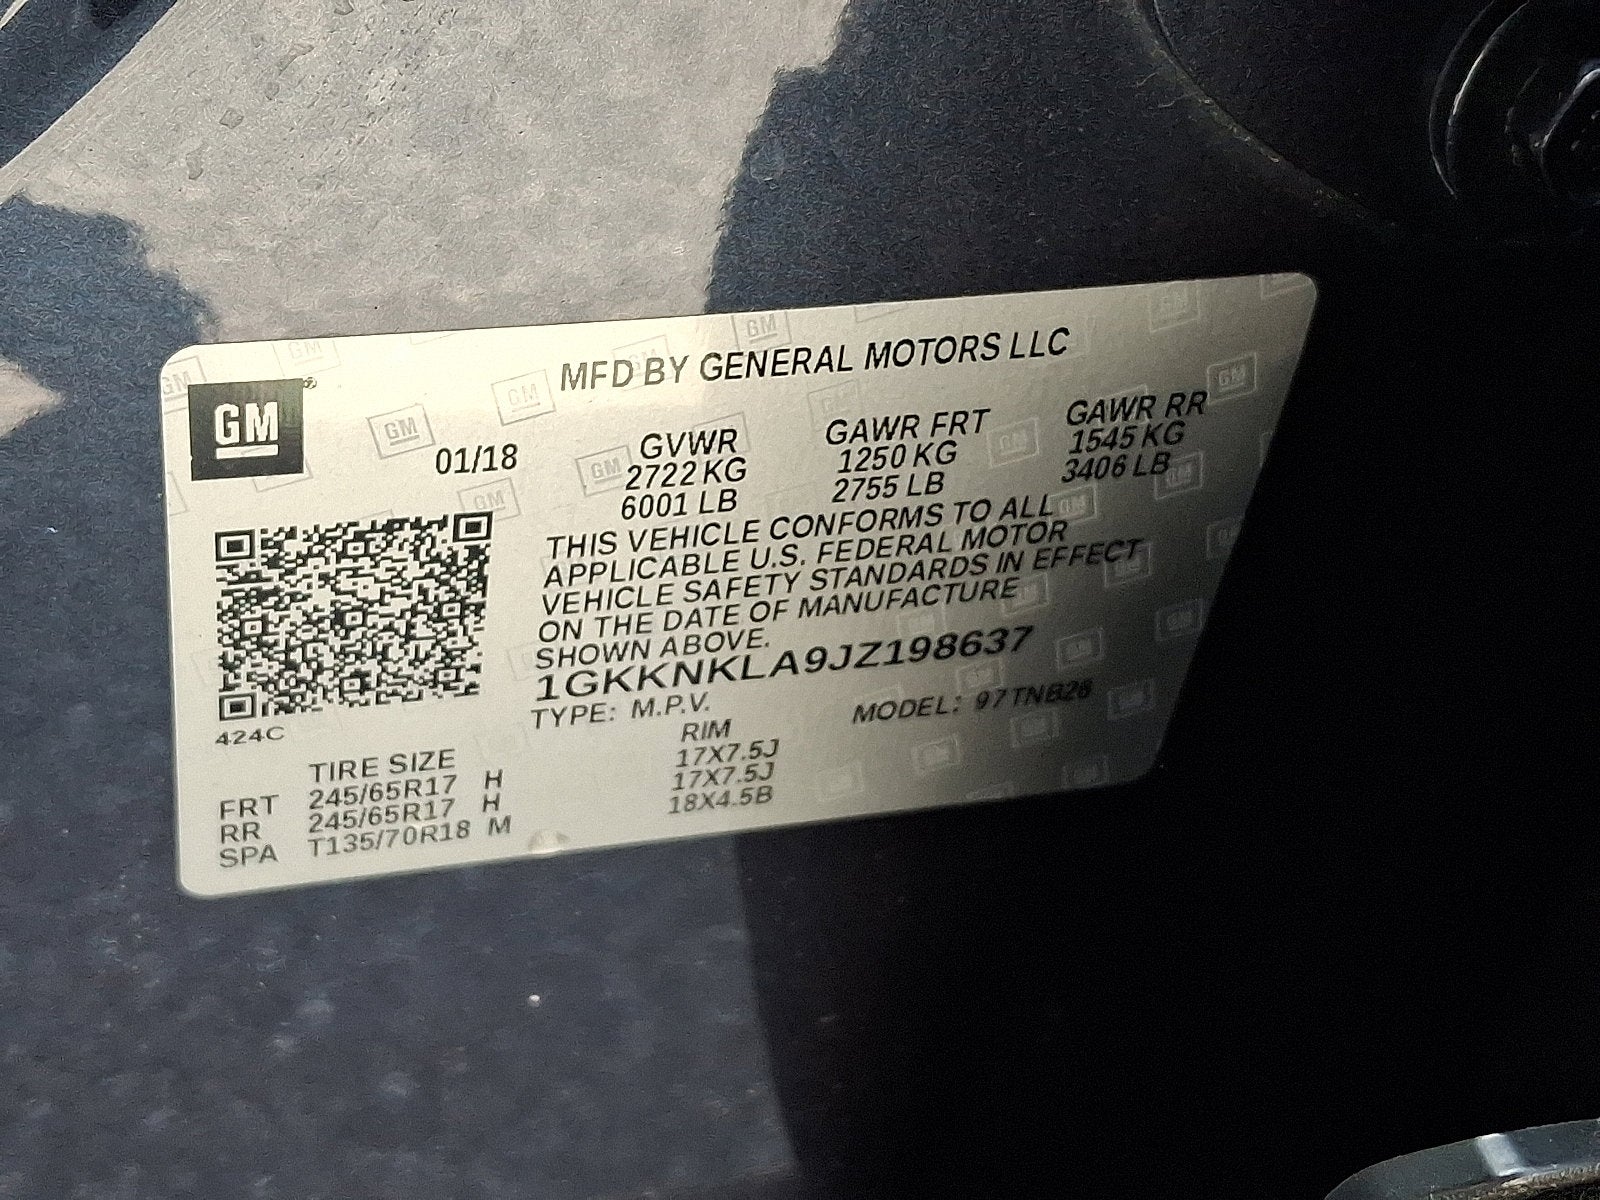 MFD BY GENERAL MOTORS LLC
GM
01/18
GVWR GAWR FRT GAWR RR
2722 KG 1250 KG 1545 KG
6001 LB 2755 LB 3406 LB
THIS VEHICLE CONFORMS TO ALL
APPLICABLE U.S. FEDERAL MOTOR
VEHICLE SAFETY STANDARDS IN EFFECT
ON THE DATE OF MANUFACTURE
SHOWN ABOVE.
1GKKNKLA9JZ198637
TYPE: M.P.V. MODEL: 97TNB26
424C
TIRE SIZE RIM
FRT 245/65R17 H 17X7.5J
RR 245/65R17 H 17X7.5J
SPA T135/70R18 M 18X4.5B